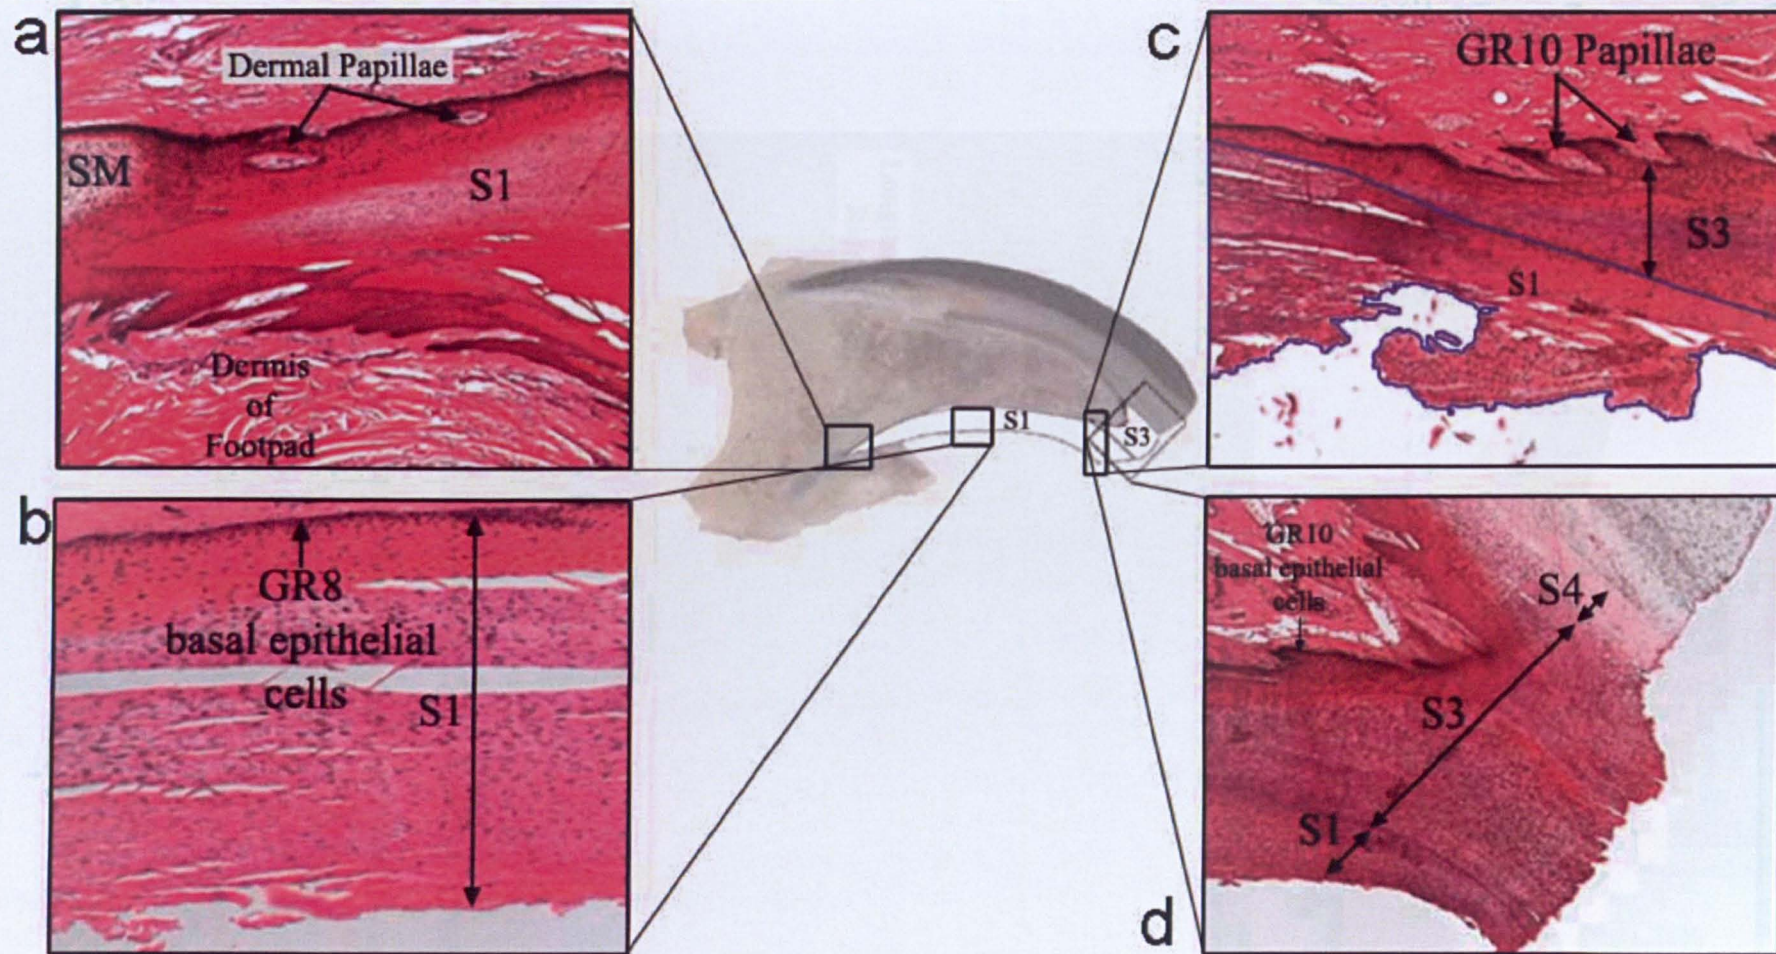 a
Dermal Papillae
SM
S1
Dermis
of
Footpad
b
GR8
basal epithelial
cells
S1
S1
S3
c
GR10 Papillae
S3
S1
d
GR10
basal epithelial
cells
S4
S3
S1